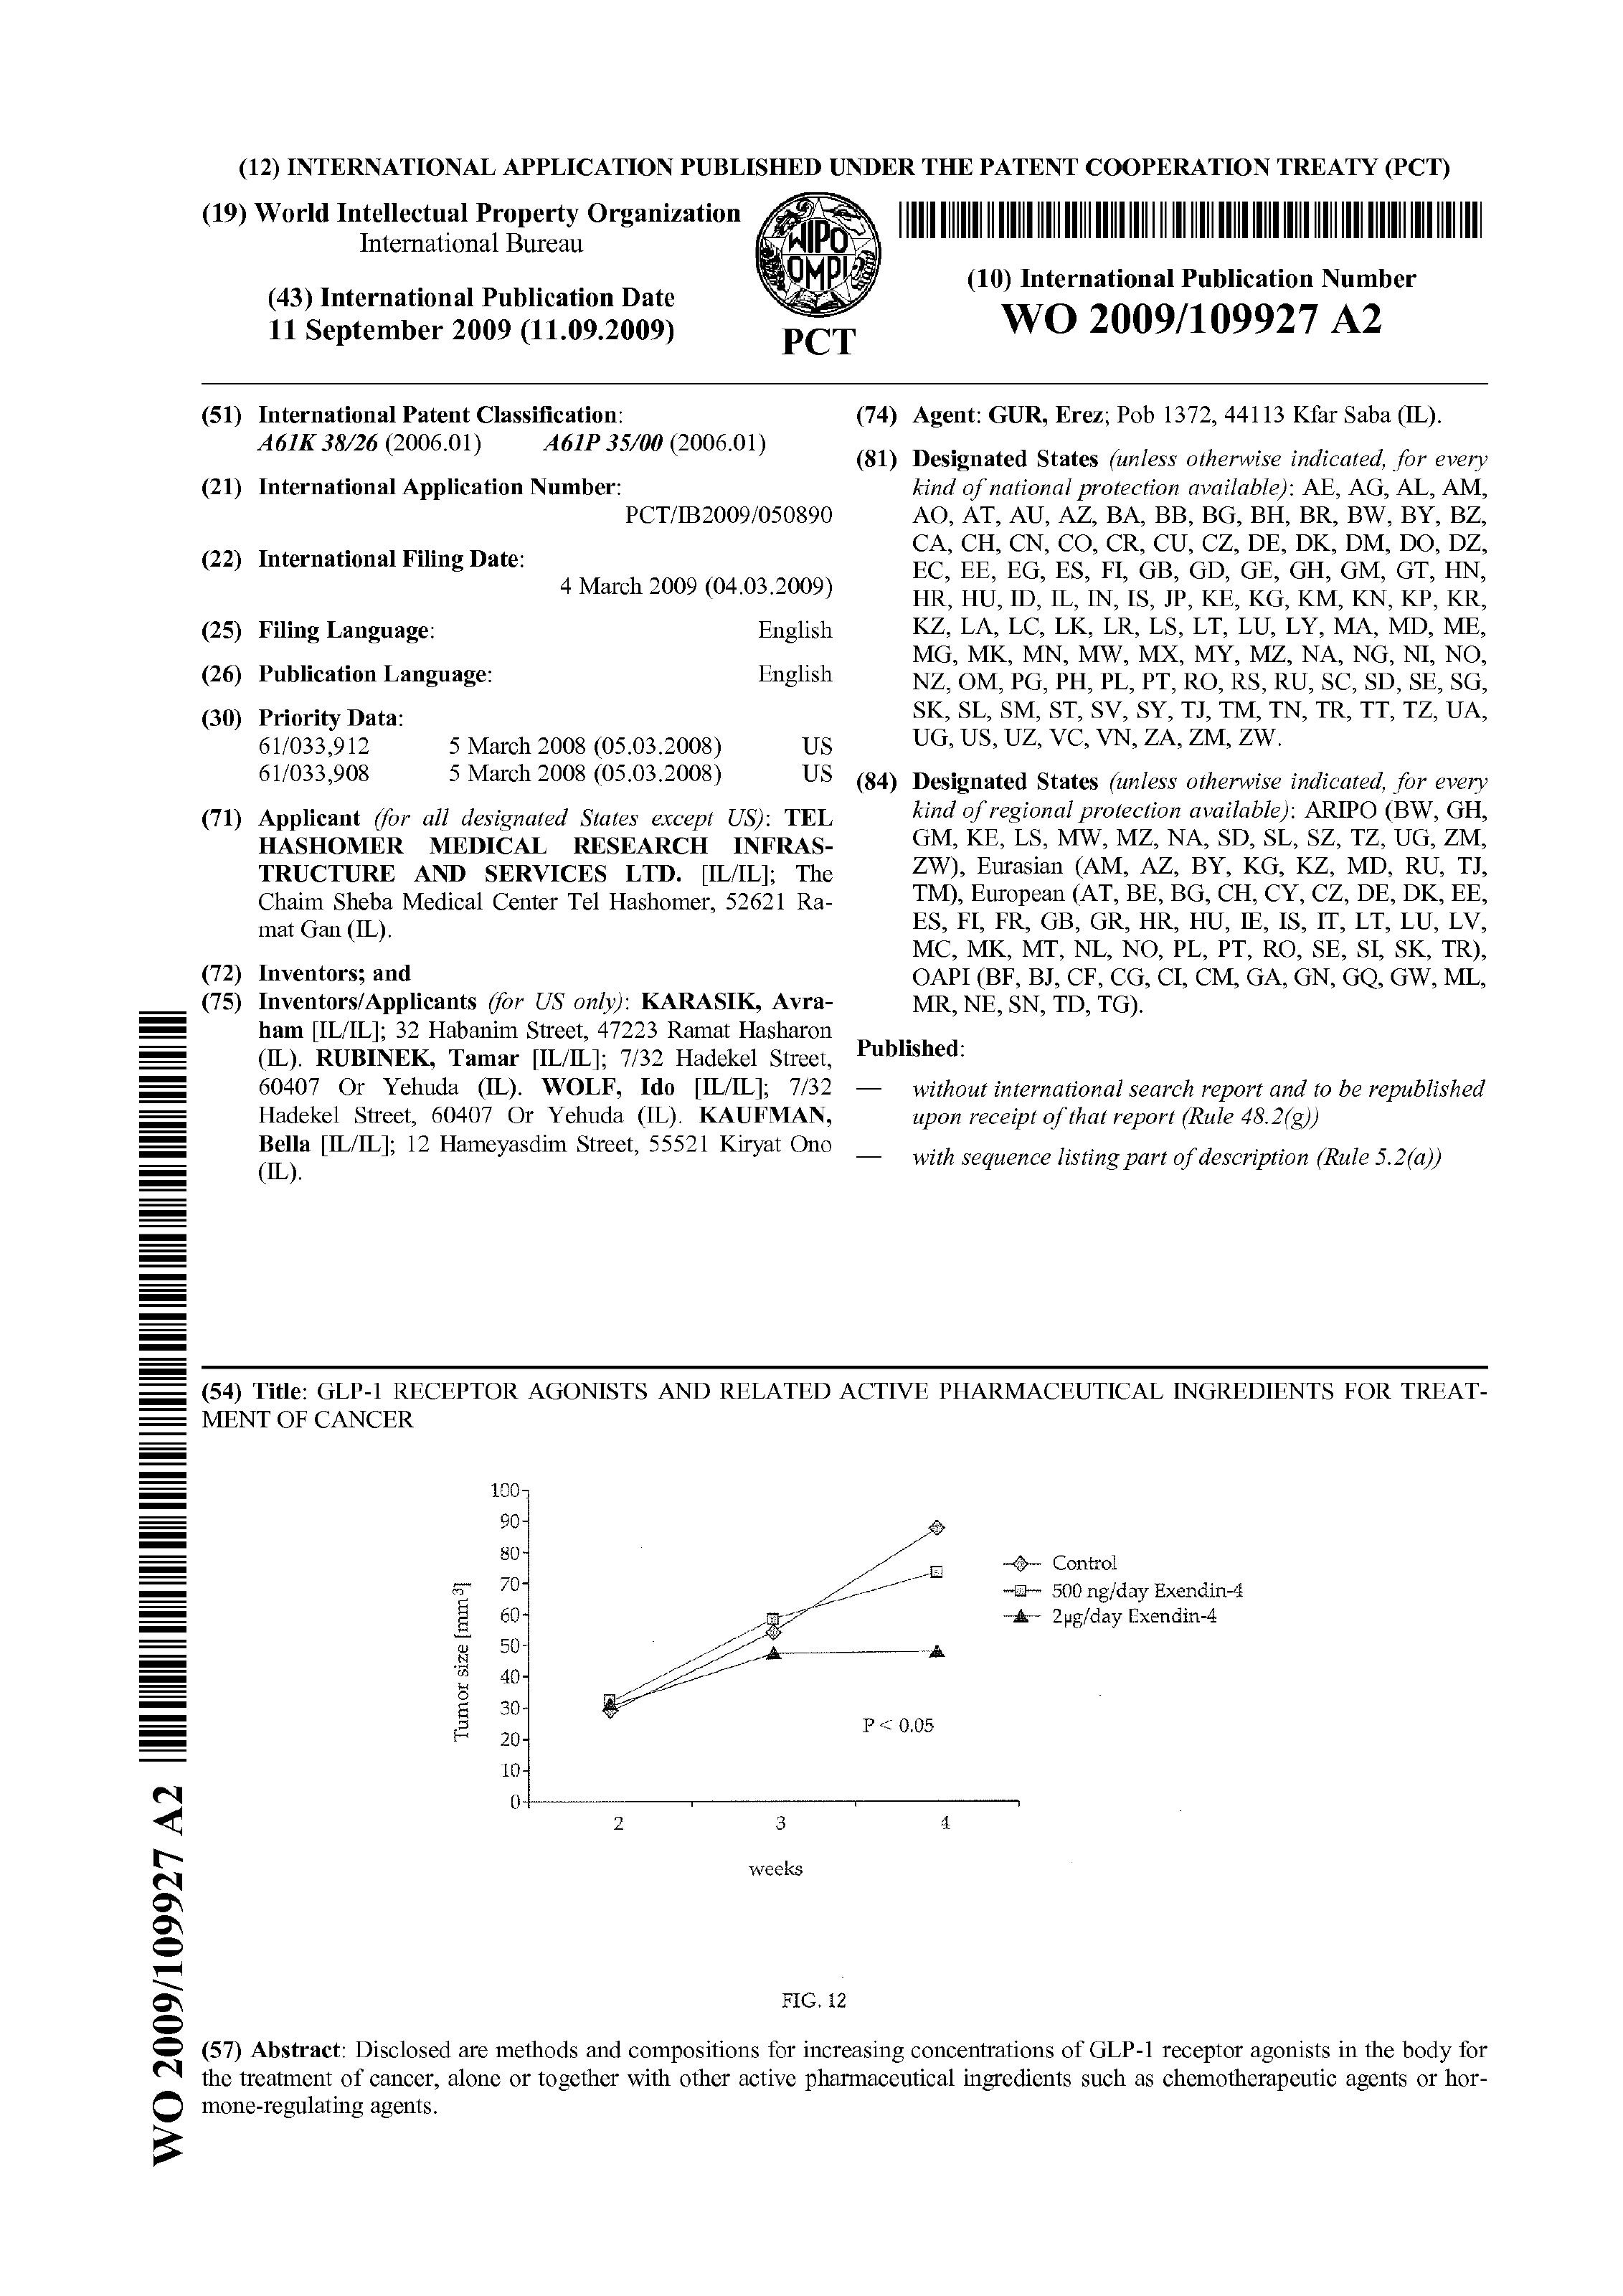 (12) INTERNATIONAL APPLICATION PUBLISHED UNDER THE PATENT COOPERATION TREATY (PCT)
(19) World Intellectual Property Organization
International Bureau
(43) International Publication Date
11 September 2009 (11.09.2009)
WIPO
OMPI
PCT
(10) International Publication Number
WO 2009/109927 A2
(51) International Patent Classification:
A61K 38/26 (2006.01) A61P 35/00 (2006.01)
(21) International Application Number:
PCT/IB2009/050890
(22) International Filing Date:
4 March 2009 (04.03.2009)
(25) Filing Language: English
(26) Publication Language: English
(30) Priority Data:
61/033,912 5 March 2008 (05.03.2008) US
61/033,908 5 March 2008 (05.03.2008) US
(71) Applicant (for all designated States except US): TEL
HASHOMER MEDICAL RESEARCH INFRAS-
TRUCTURE AND SERVICES LTD. [IL/IL]; The
Chaim Sheba Medical Center Tel Hashomer, 52621 Ra-
mat Gan (IL).
(72) Inventors; and
(75) Inventors/Applicants (for US only): KARASIK, Avra-
ham [IL/IL]; 32 Habanim Street, 47223 Ramat Hasharon
(IL). RUBINEK, Tamar [IL/IL]; 7/32 Hadekel Street,
60407 Or Yehuda (IL). WOLF, Ido [IL/IL]; 7/32
Hadekel Street, 60407 Or Yehuda (IL). KAUFMAN,
Bella [IL/IL]; 12 Hameyasdim Street, 55521 Kiryat Ono
(IL).
(74) Agent: GUR, Erez; Pob 1372, 44113 Kfar Saba (IL).
(81) Designated States (unless otherwise indicated, for every
kind of national protection available): AE, AG, AL, AM,
AO, AT, AU, AZ, BA, BB, BG, BH, BR, BW, BY, BZ,
CA, CH, CN, CO, CR, CU, CZ, DE, DK, DM, DO, DZ,
EC, EE, EG, ES, FI, GB, GD, GE, GH, GM, GT, HN,
HR, HU, ID, IL, IN, IS, JP, KE, KG, KM, KN, KP, KR,
KZ, LA, LC, LK, LR, LS, LT, LU, LY, MA, MD, ME,
MG, MK, MN, MW, MX, MY, MZ, NA, NG, NI, NO,
NZ, OM, PG, PH, PL, PT, RO, RS, RU, SC, SD, SE, SG,
SK, SL, SM, ST, SV, SY, TJ, TM, TN, TR, TT, TZ, UA,
UG, US, UZ, VC, VN, ZA, ZM, ZW.
(84) Designated States (unless otherwise indicated, for every
kind of regional protection available): ARIPO (BW, GH,
GM, KE, LS, MW, MZ, NA, SD, SL, SZ, TZ, UG, ZM,
ZW), Eurasian (AM, AZ, BY, KG, KZ, MD, RU, TJ,
TM), European (AT, BE, BG, CH, CY, CZ, DE, DK, EE,
ES, FI, FR, GB, GR, HR, HU, IE, IS, IT, LT, LU, LV,
MC, MK, MT, NL, NO, PL, PT, RO, SE, SI, SK, TR),
OAPI (BF, BJ, CF, CG, CI, CM, GA, GN, GQ, GW, ML,
MR, NE, SN, TD, TG).
Published:
— without international search report and to be republished
upon receipt of that report (Rule 48.2(g))
— with sequence listing part of description (Rule 5.2(a))
(54) Title: GLP-1 RECEPTOR AGONISTS AND RELATED ACTIVE PHARMACEUTICAL INGREDIENTS FOR TREAT-
MENT OF CANCER
Tumor size [mm³]
100
90
80
70
60
50
40
30
20
10
0
2 3 4
weeks
P < 0.05
Control
500 ng/day Exendin-4
2µg/day Exendin-4
FIG. 12
(57) Abstract: Disclosed are methods and compositions for increasing concentrations of GLP-1 receptor agonists in the body for
the treatment of cancer, alone or together with other active pharmaceutical ingredients such as chemotherapeutic agents or hor-
mone-regulating agents.
WO 2009/109927 A2